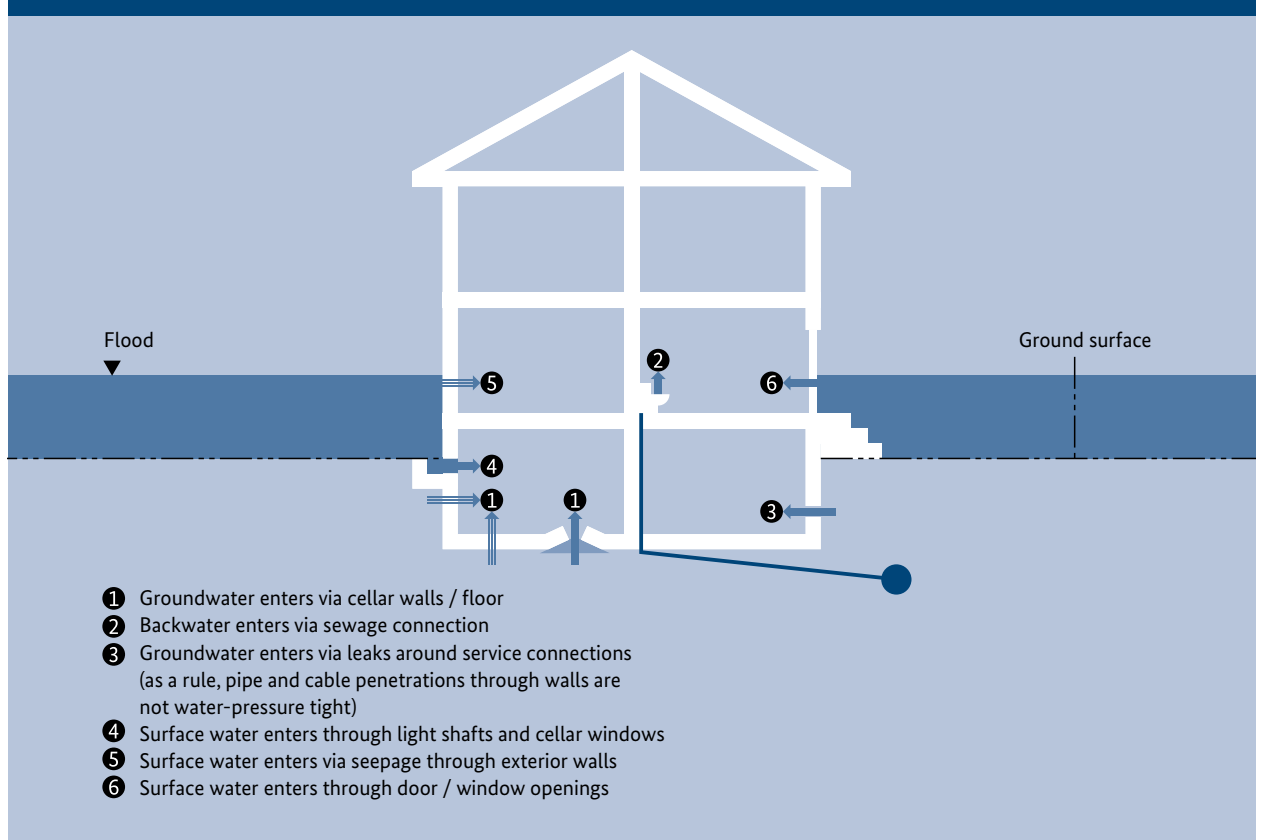 Flood
Ground surface
2
5
6
4
1
1
3
1 Groundwater enters via cellar walls / floor
2 Backwater enters via sewage connection
3 Groundwater enters via leaks around service connections
(as a rule, pipe and cable penetrations through walls are
not water-pressure tight)
4 Surface water enters through light shafts and cellar windows
5 Surface water enters via seepage through exterior walls
6 Surface water enters through door / window openings